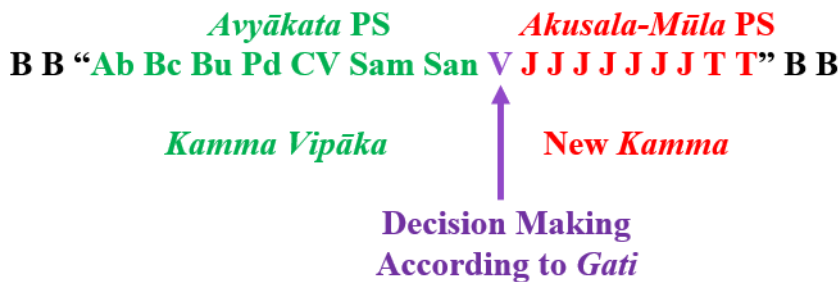 Avyākata PS Akusala-Mūla PS
B B “Ab Bc Bu Pd CV Sam San V J J J J J J J T T” B B
Kamma Vipāka New Kamma
Decision Making
According to Gati